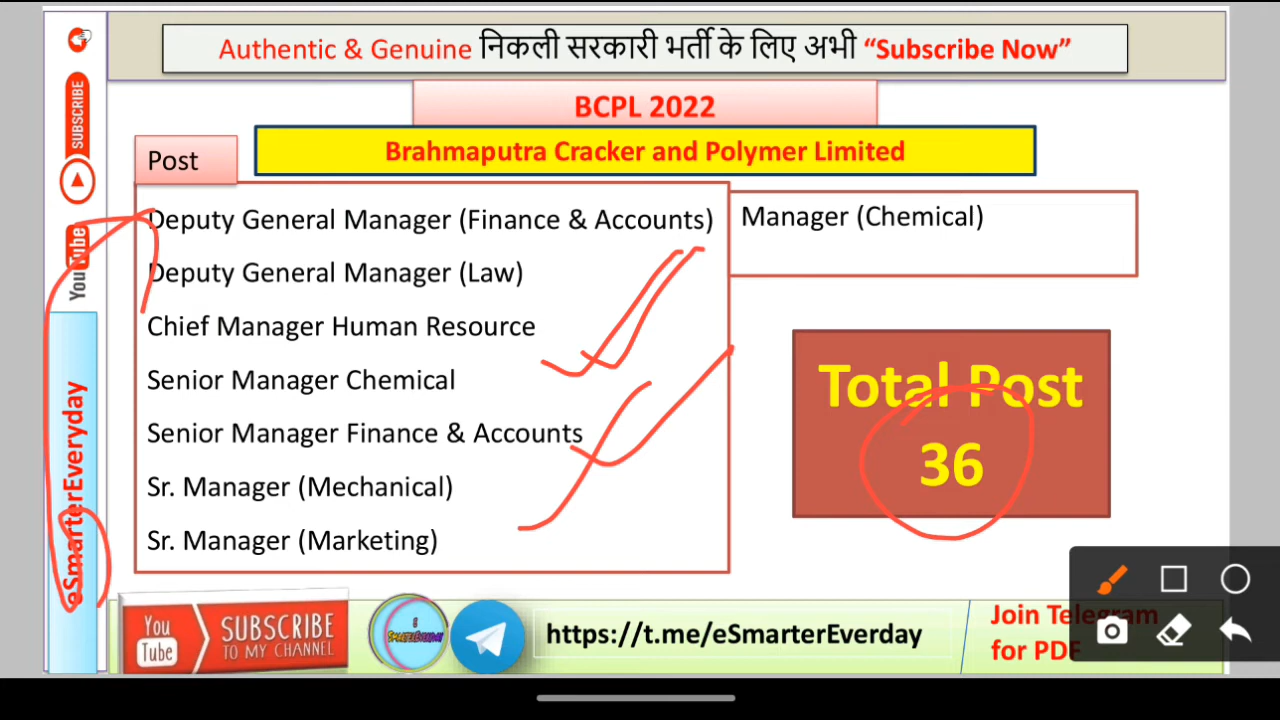 Authentic & Genuine निकली सरकारी भर्ती के लिए अभी “Subscribe Now”
BCPL 2022
Brahmaputra Cracker and Polymer Limited
Post
Deputy General Manager (Finance & Accounts)
Deputy General Manager (Law)
Chief Manager Human Resource
Senior Manager Chemical
Senior Manager Finance & Accounts
Sr. Manager (Mechanical)
Sr. Manager (Marketing)
Manager (Chemical)
Total Post
36
SUBSCRIBE
YouTube
eSmarterEveryday
You
Tube
SUBSCRIBE
TO MY CHANNEL
E
SMARTEREVERYDAY
https://t.me/eSmarterEverday
Join Telegram
for PDF